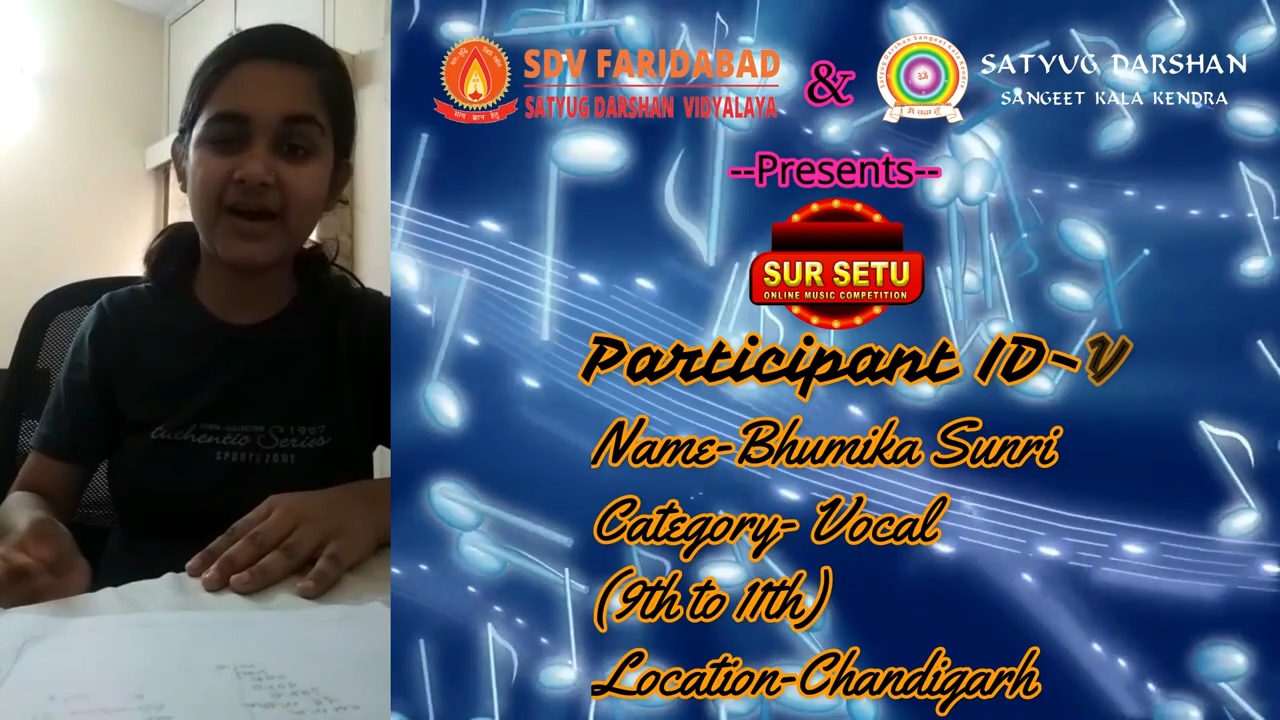 SDV FARIDABAD
SATYUG DARSHAN VIDYALAYA
&
SATYUG DARSHAN
SANGEET KALA KENDRA
--Presents--
SUR SETU
ONLINE MUSIC COMPETITION
Participant ID-V
Name-Bhumika Sunri
Category- Vocal
(9th to 11th)
Location-Chandigarh
1997
Authentic Series
SPORTS ZONE